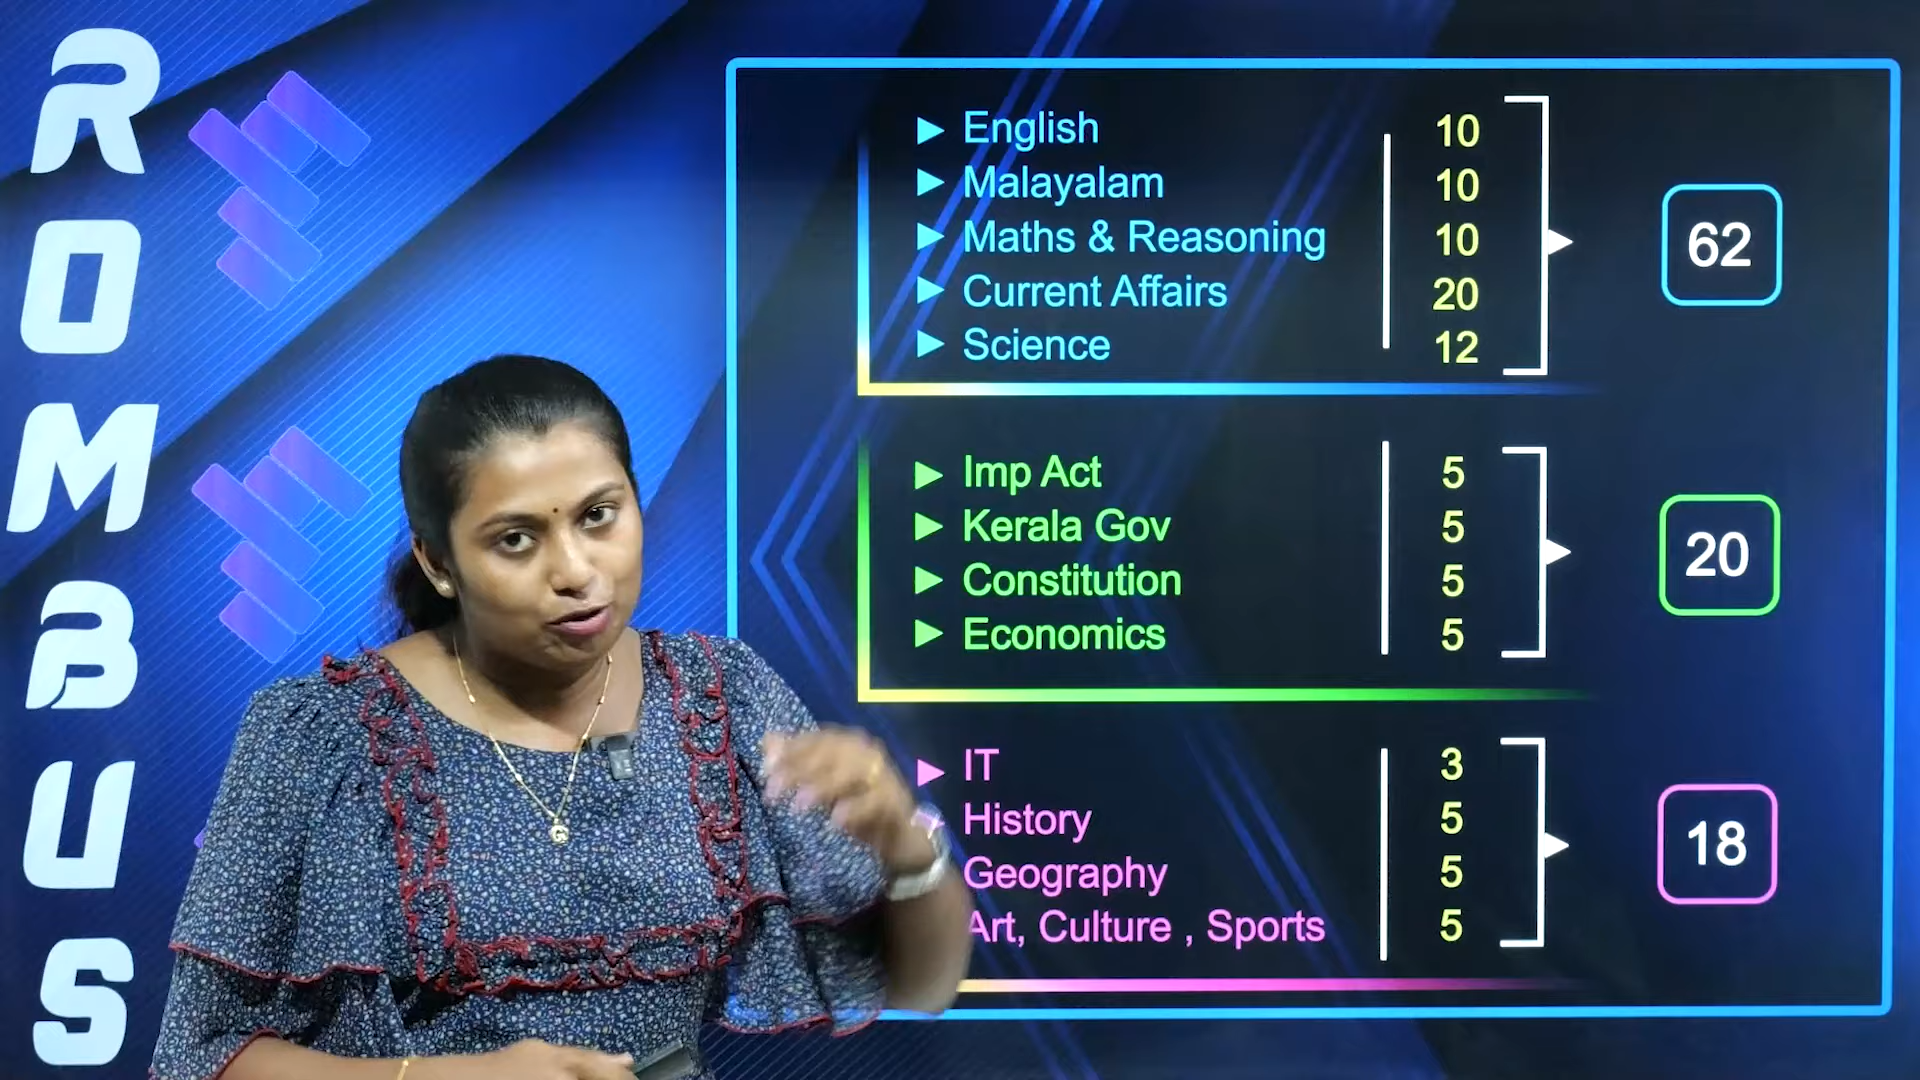 ROMBUS
English 10
Malayalam 10
Maths & Reasoning 10
Current Affairs 20
Science 12
62
Imp Act 5
Kerala Gov 5
Constitution 5
Economics 5
20
IT 3
History 5
Geography 5
Art, Culture , Sports 5
18
G